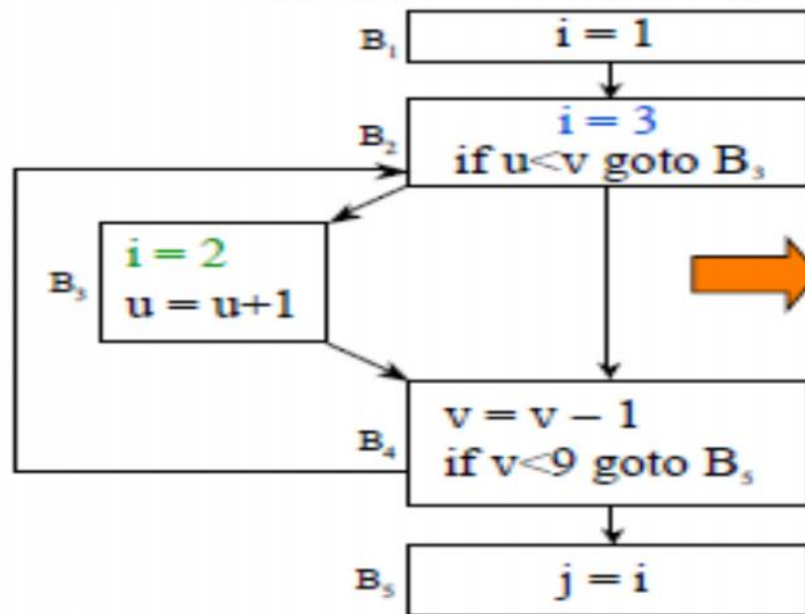 B₁
i = 1
B₂
i = 3
if u<v goto B₃
B₃
i = 2
u = u+1
B₄
v = v – 1
if v<9 goto B₅
B₅
j = i